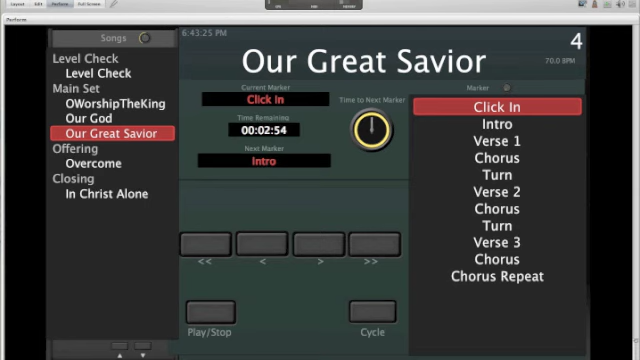 Layout
Edit
Perform
Full Screen
Perform
Songs
Level Check
Level Check
Main Set
OWorshipTheKing
Our God
Our Great Savior
Offering
Overcome
Closing
In Christ Alone
6:43:25 PM
Our Great Savior
4
70.0 BPM
Current Marker
Click In
Time Remaining
00:02:54
Next Marker
Intro
Time to Next Marker
<<
<
>
>>
Play/Stop
Cycle
Marker
Click In
Intro
Verse 1
Chorus
Turn
Verse 2
Chorus
Turn
Verse 3
Chorus
Chorus Repeat